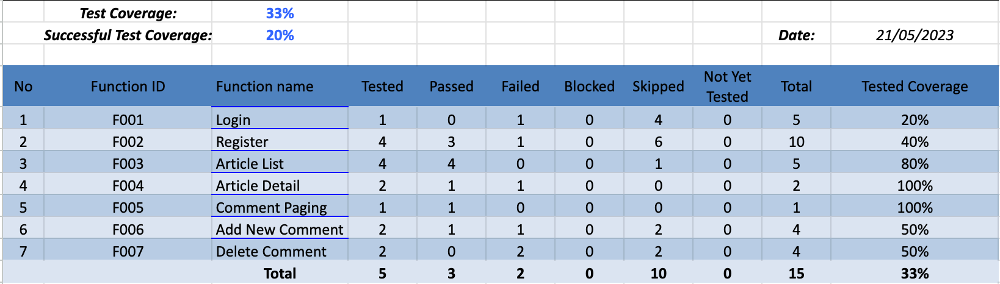 Test Coverage: 33%
Successful Test Coverage: 20% Date: 21/05/2023
No Function ID Function name Tested Passed Failed Blocked Skipped Not Yet Tested Total Tested Coverage
1 F001 Login 1 0 1 0 4 0 5 20%
2 F002 Register 4 3 1 0 6 0 10 40%
3 F003 Article List 4 4 0 0 1 0 5 80%
4 F004 Article Detail 2 1 1 0 0 0 2 100%
5 F005 Comment Paging 1 1 0 0 0 0 1 100%
6 F006 Add New Comment 2 1 1 0 2 0 4 50%
7 F007 Delete Comment 2 0 2 0 2 0 4 50%
Total 5 3 2 0 10 0 15 33%